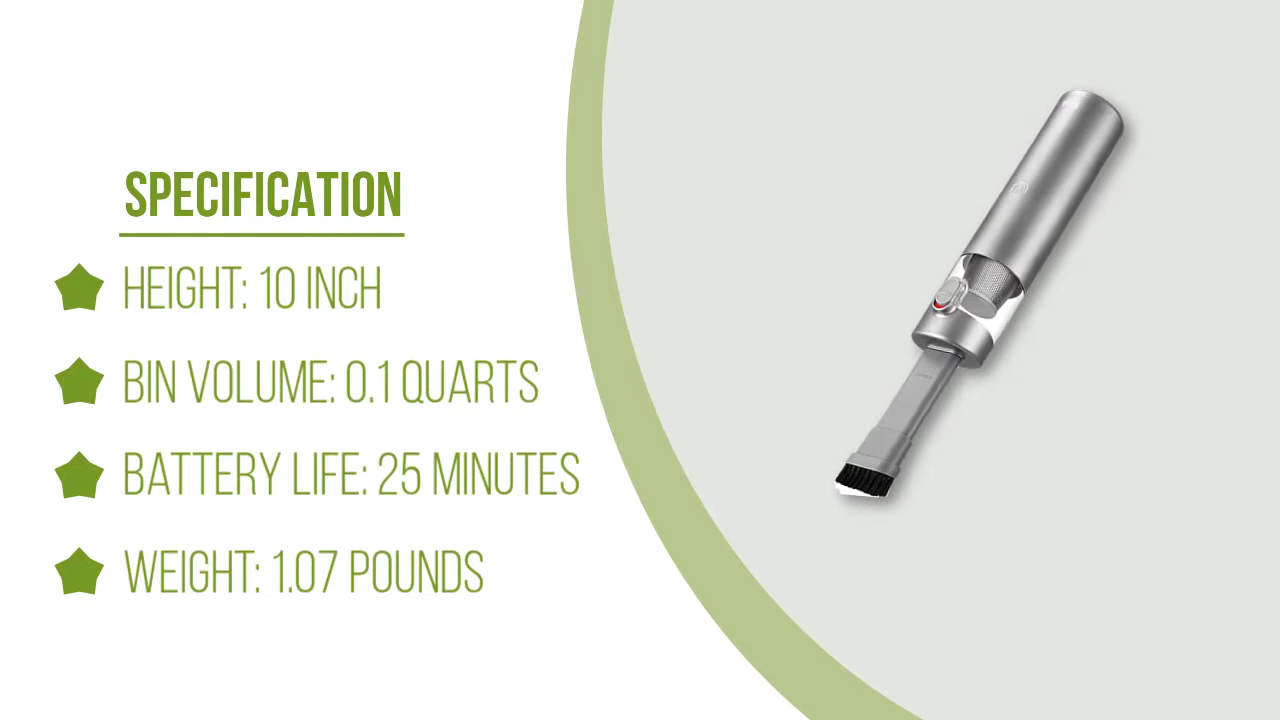 SPECIFICATION
HEIGHT: 10 INCH
BIN VOLUME: 0.1 QUARTS
BATTERY LIFE: 25 MINUTES
WEIGHT: 1.07 POUNDS